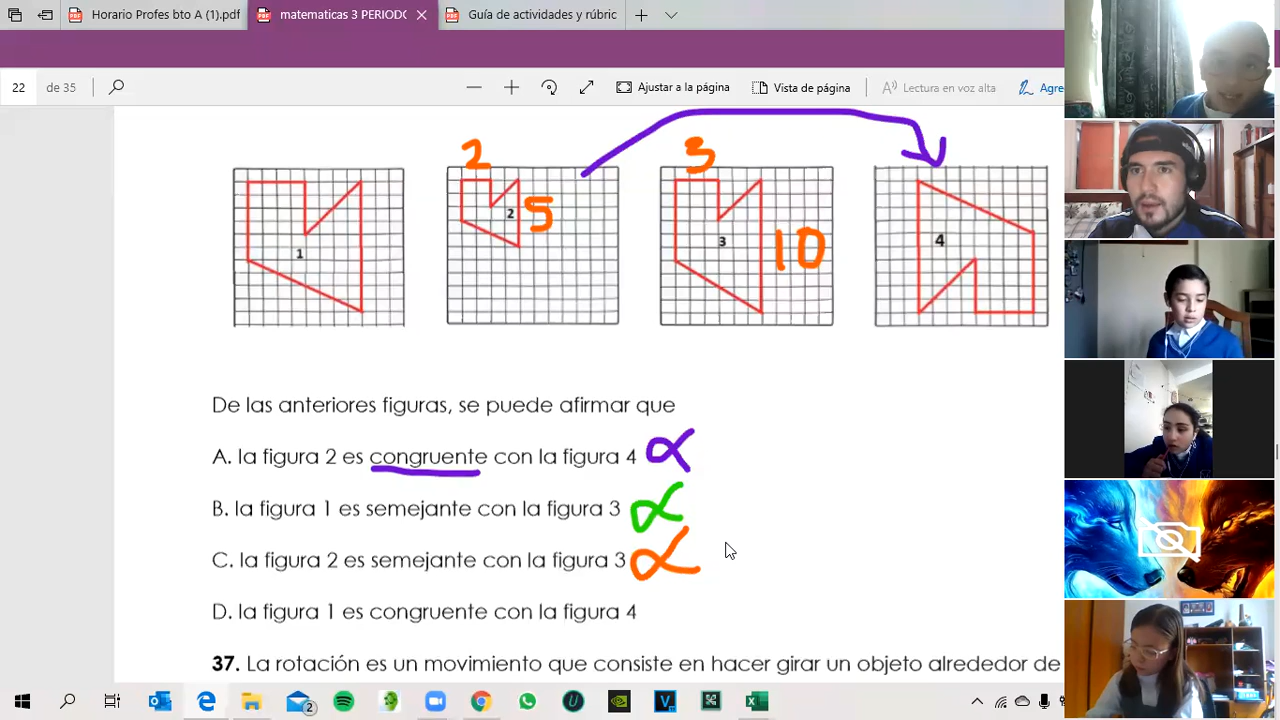 Horario Profes bto A (1).pdf
matematicas 3 PERIODO
Guía de actividades y rúbric
22 de 35
Ajustar a la página
Vista de página
Lectura en voz alta
Agre
2
3
2
5
1
3
10
4
De las anteriores figuras, se puede afirmar que
A. la figura 2 es congruente con la figura 4
B. la figura 1 es semejante con la figura 3
C. la figura 2 es semejante con la figura 3
D. la figura 1 es congruente con la figura 4
37. La rotación es un movimiento que consiste en hacer girar un objeto alrededor de
2